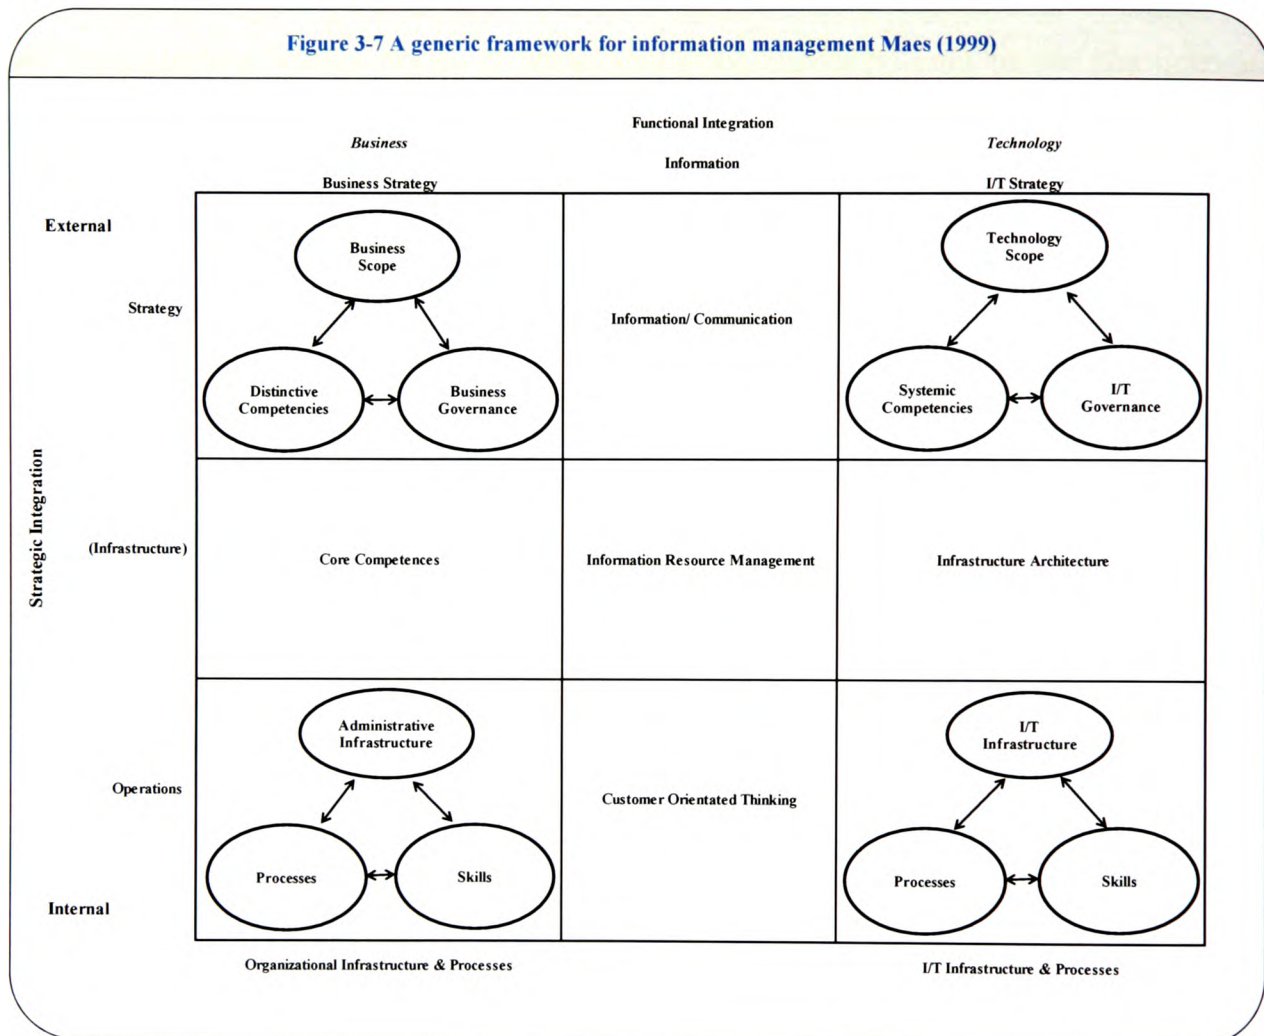 Figure 3-7 A generic framework for information management Maes (1999)
Functional Integration
Business
Technology
Information
Business Strategy
I/T Strategy
External
Business
Scope
Technology
Scope
Strategy
Information/ Communication
Distinctive
Competencies
Business
Governance
Systemic
Competencies
I/T
Governance
Strategic Integration
(Infrastructure)
Core Competences
Information Resource Management
Infrastructure Architecture
Administrative
Infrastructure
I/T
Infrastructure
Operations
Customer Orientated Thinking
Processes
Skills
Processes
Skills
Internal
Organizational Infrastructure & Processes
I/T Infrastructure & Processes